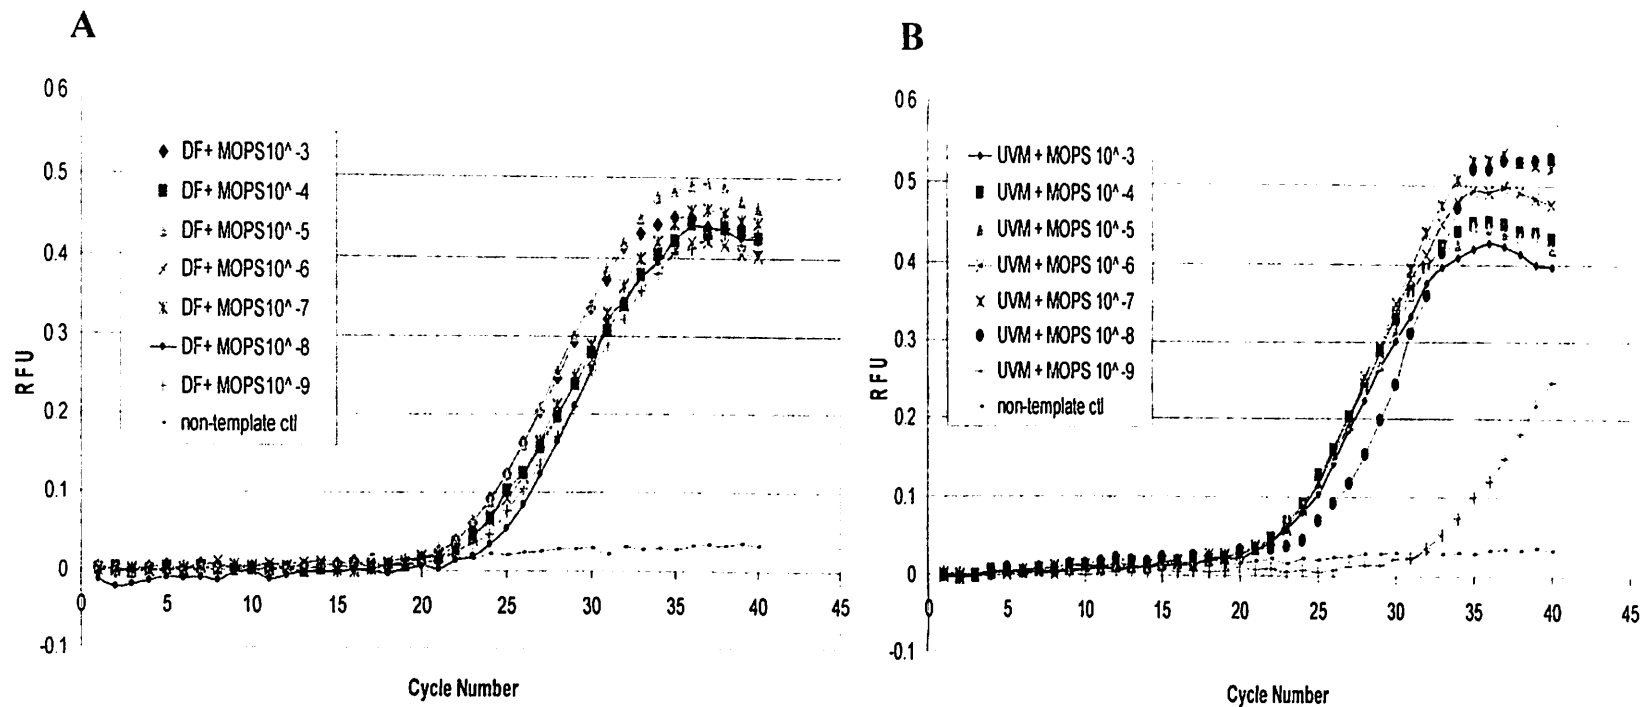 A
0.6
0.5
0.4
0.3
0.2
0.1
0
-0.1
RFU
DF+ MOPS10^-3
DF+ MOPS10^-4
DF+ MOPS10^-5
DF+ MOPS10^-6
DF+ MOPS10^-7
DF+ MOPS10^-8
DF+ MOPS10^-9
non-template ctl
0 5 10 15 20 25 30 35 40 45
Cycle Number
B
0.6
0.5
0.4
0.3
0.2
0.1
0
-0.1
RFU
UVM + MOPS 10^-3
UVM + MOPS 10^-4
UVM + MOPS 10^-5
UVM + MOPS 10^-6
UVM + MOPS 10^-7
UVM + MOPS 10^-8
UVM + MOPS 10^-9
non-template ctl
0 5 10 15 20 25 30 35 40 45
Cycle Number